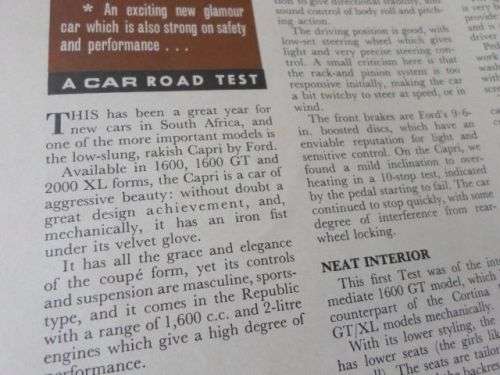 * An exciting new glamour
car which is also strong on safety
and performance . . .
A CAR ROAD TEST
THIS has been a great year for
new cars in South Africa, and
one of the more important models is
the low-slung, rakish Capri by Ford.
Available in 1600, 1600 GT and
2000 XL forms, the Capri is a car of
aggressive beauty: without doubt a
great design achievement, and,
mechanically, it has an iron fist
under its velvet glove.
It has all the grace and elegance
of the coupé form, yet its controls
and suspension are masculine, sports-
type, and it comes in the Republic
with a range of 1,600 c.c. and 2-litre
engines which give a high degree of
performance.
tion to give directional stability, and
sound control of body roll and pitch-
ing action.
The driving position is good, with
low-set steering wheel which gives
light and very precise steering con-
trol. A small criticism here is that
the rack-and pinion system is too
responsive initially, making the car
a bit twitchy to steer at speed, or in
wind.
The front brakes are Ford's 9·6-
in. boosted discs, which have an
enviable reputation for light and
sensitive control. On the Capri, we
found a mild inclination to over-
heating in a 10-stop test, indicated
by the pedal starting to fail. The car
continued to stop quickly, with some
degree of interference from rear-
wheel locking.
NEAT INTERIOR
This first Test was of the inter-
mediate 1600 GT model, which
counterpart of the Cortina
GT/XL models mechanically.
With its lower styling, the
has lower seats (the girls
The seats are tailor
the backres
is very
provid
and is
driver
P
work